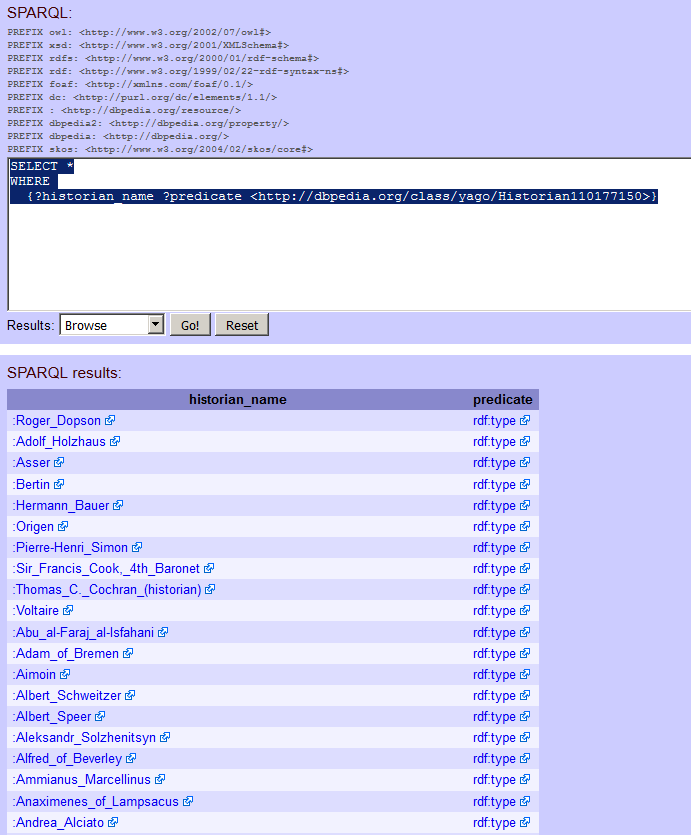 SPARQL:
PREFIX owl: <http://www.w3.org/2002/07/owl#>
PREFIX xsd: <http://www.w3.org/2001/XMLSchema#>
PREFIX rdfs: <http://www.w3.org/2000/01/rdf-schema#>
PREFIX rdf: <http://www.w3.org/1999/02/22-rdf-syntax-ns#>
PREFIX foaf: <http://xmlns.com/foaf/0.1/>
PREFIX dc: <http://purl.org/dc/elements/1.1/>
PREFIX : <http://dbpedia.org/resource/>
PREFIX dbpedia2: <http://dbpedia.org/property/>
PREFIX dbpedia: <http://dbpedia.org/>
PREFIX skos: <http://www.w3.org/2004/02/skos/core#>
SELECT *
WHERE
{?historian_name ?predicate <http://dbpedia.org/class/yago/Historian110177150>}
Results: Browse Go! Reset
SPARQL results:
historian_name predicate
:Roger_Dopson rdf:type
:Adolf_Holzhaus rdf:type
:Asser rdf:type
:Bertin rdf:type
:Hermann_Bauer rdf:type
:Origen rdf:type
:Pierre-Henri_Simon rdf:type
:Sir_Francis_Cook,_4th_Baronet rdf:type
:Thomas_C._Cochran_(historian) rdf:type
:Voltaire rdf:type
:Abu_al-Faraj_al-Isfahani rdf:type
:Adam_of_Bremen rdf:type
:Aimoin rdf:type
:Albert_Schweitzer rdf:type
:Albert_Speer rdf:type
:Aleksandr_Solzhenitsyn rdf:type
:Alfred_of_Beverley rdf:type
:Ammianus_Marcellinus rdf:type
:Anaximenes_of_Lampsacus rdf:type
:Andrea_Alciato rdf:type